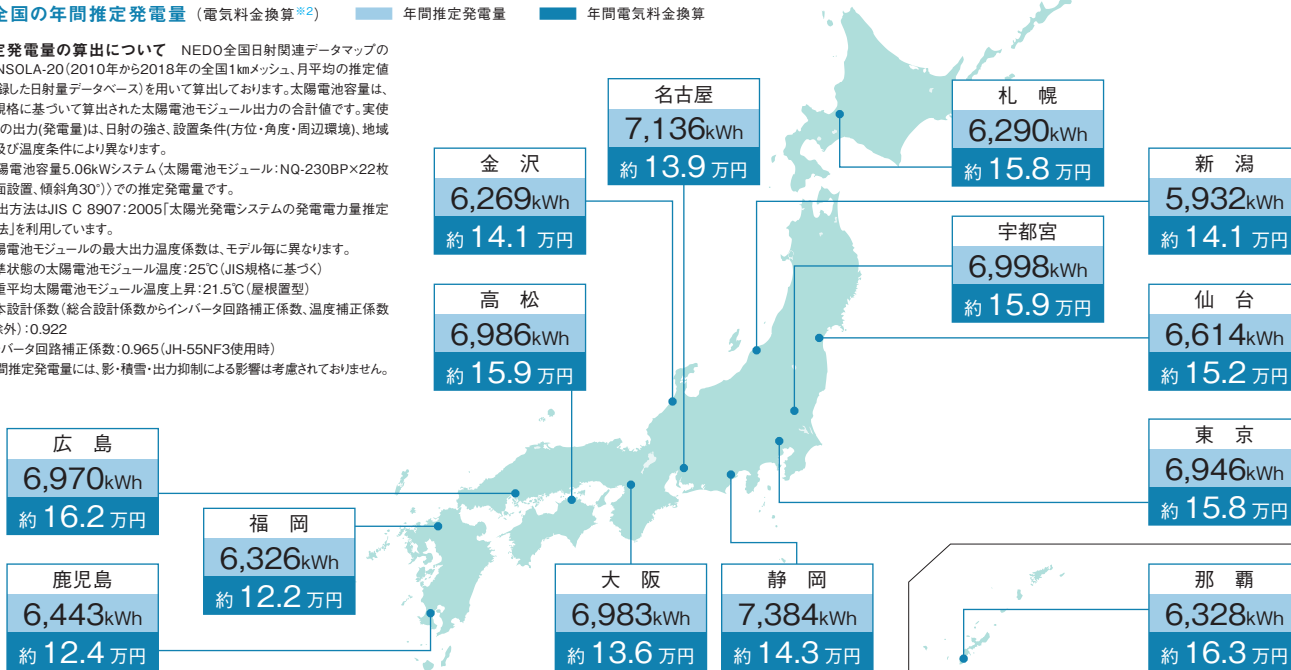 全国の年間推定発電量（電気料金換算※2） 年間推定発電量 年間電気料金換算
定発電量の算出について NEDO全国日射関連データマップの
NSOLA-20（2010年から2018年の全国1kmメッシュ、月平均の推定値
録した日射量データベース）を用いて算出しております。太陽電池容量は、
規格に基づいて算出された太陽電池モジュール出力の合計値です。実使
の出力(発電量)は、日射の強さ、設置条件(方位・角度・周辺環境)、地域
及び温度条件により異なります。
陽電池容量5.06kWシステム（太陽電池モジュール：NQ-230BP×22枚
面設置、傾斜角30°））での推定発電量です。
出方法はJIS C 8907：2005「太陽光発電システムの発電電力量推定
法」を利用しています。
陽電池モジュールの最大出力温度係数は、モデル毎に異なります。
準状態の太陽電池モジュール温度：25℃（JIS規格に基づく）
重平均太陽電池モジュール温度上昇：21.5℃（屋根置型）
本設計係数（総合設計係数からインバータ回路補正係数、温度補正係数
除外）：0.922
バータ回路補正係数：0.965（JH-55NF3使用時）
間推定発電量には、影・積雪・出力抑制による影響は考慮されておりません。
名古屋
7,136kWh
約13.9万円
札 幌
6,290kWh
約15.8万円
金 沢
6,269kWh
約14.1万円
新 潟
5,932kWh
約14.1万円
宇都宮
6,998kWh
約15.9万円
高 松
6,986kWh
約15.9万円
仙 台
6,614kWh
約15.2万円
広 島
6,970kWh
約16.2万円
東 京
6,946kWh
約15.8万円
福 岡
6,326kWh
約12.2万円
鹿児島
6,443kWh
約12.4万円
大 阪
6,983kWh
約13.6万円
静 岡
7,384kWh
約14.3万円
那 覇
6,328kWh
約16.3万円